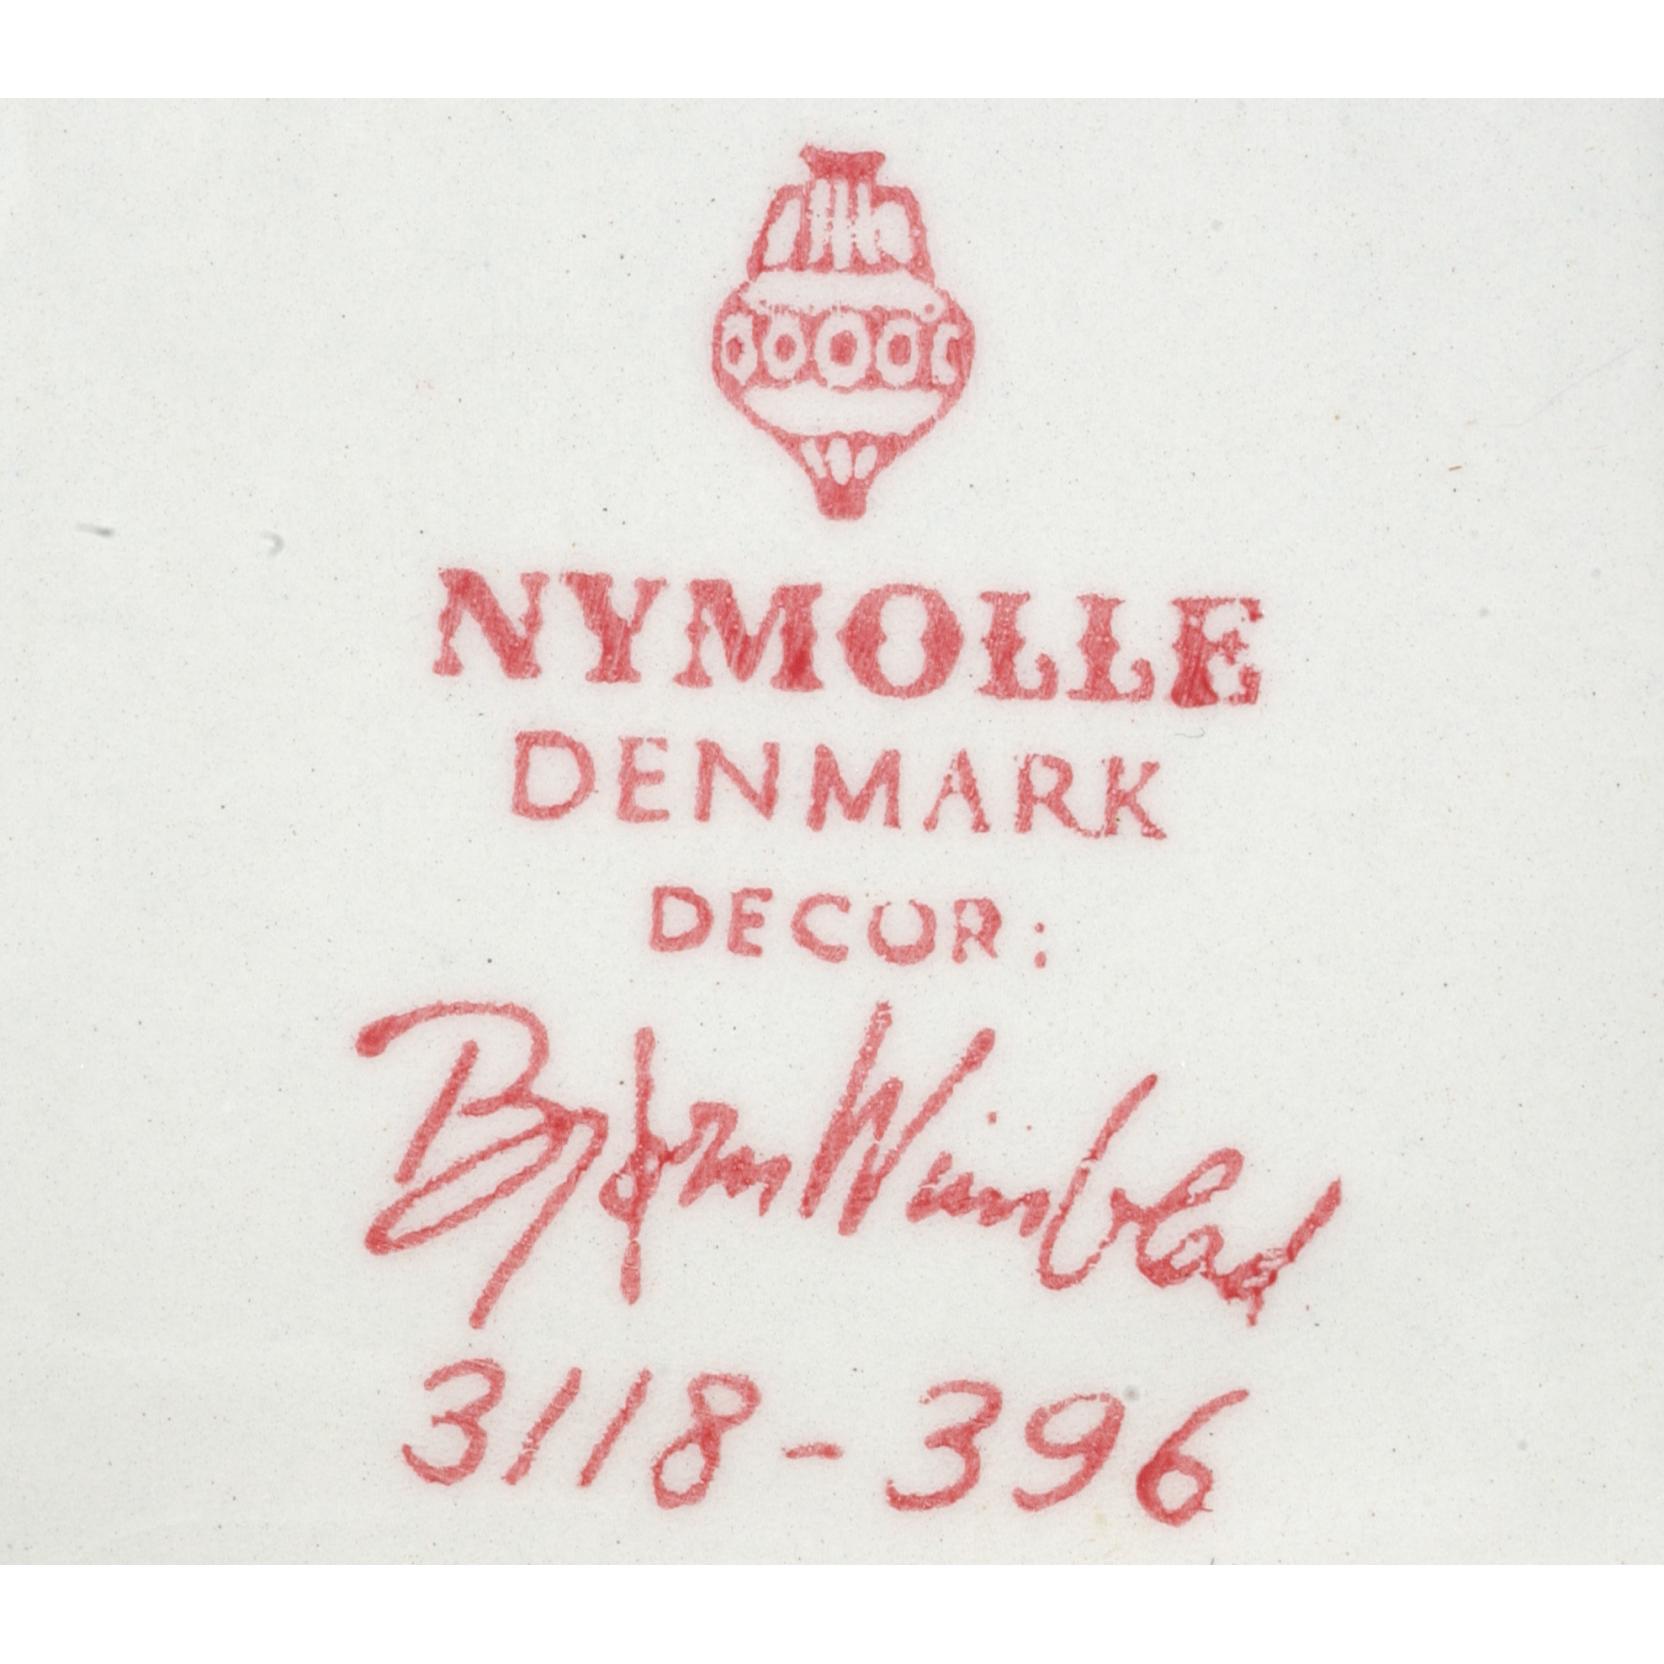 NYMOLLE
DENMARK
DECOR:
Bjørn Wiinblad
3118-396